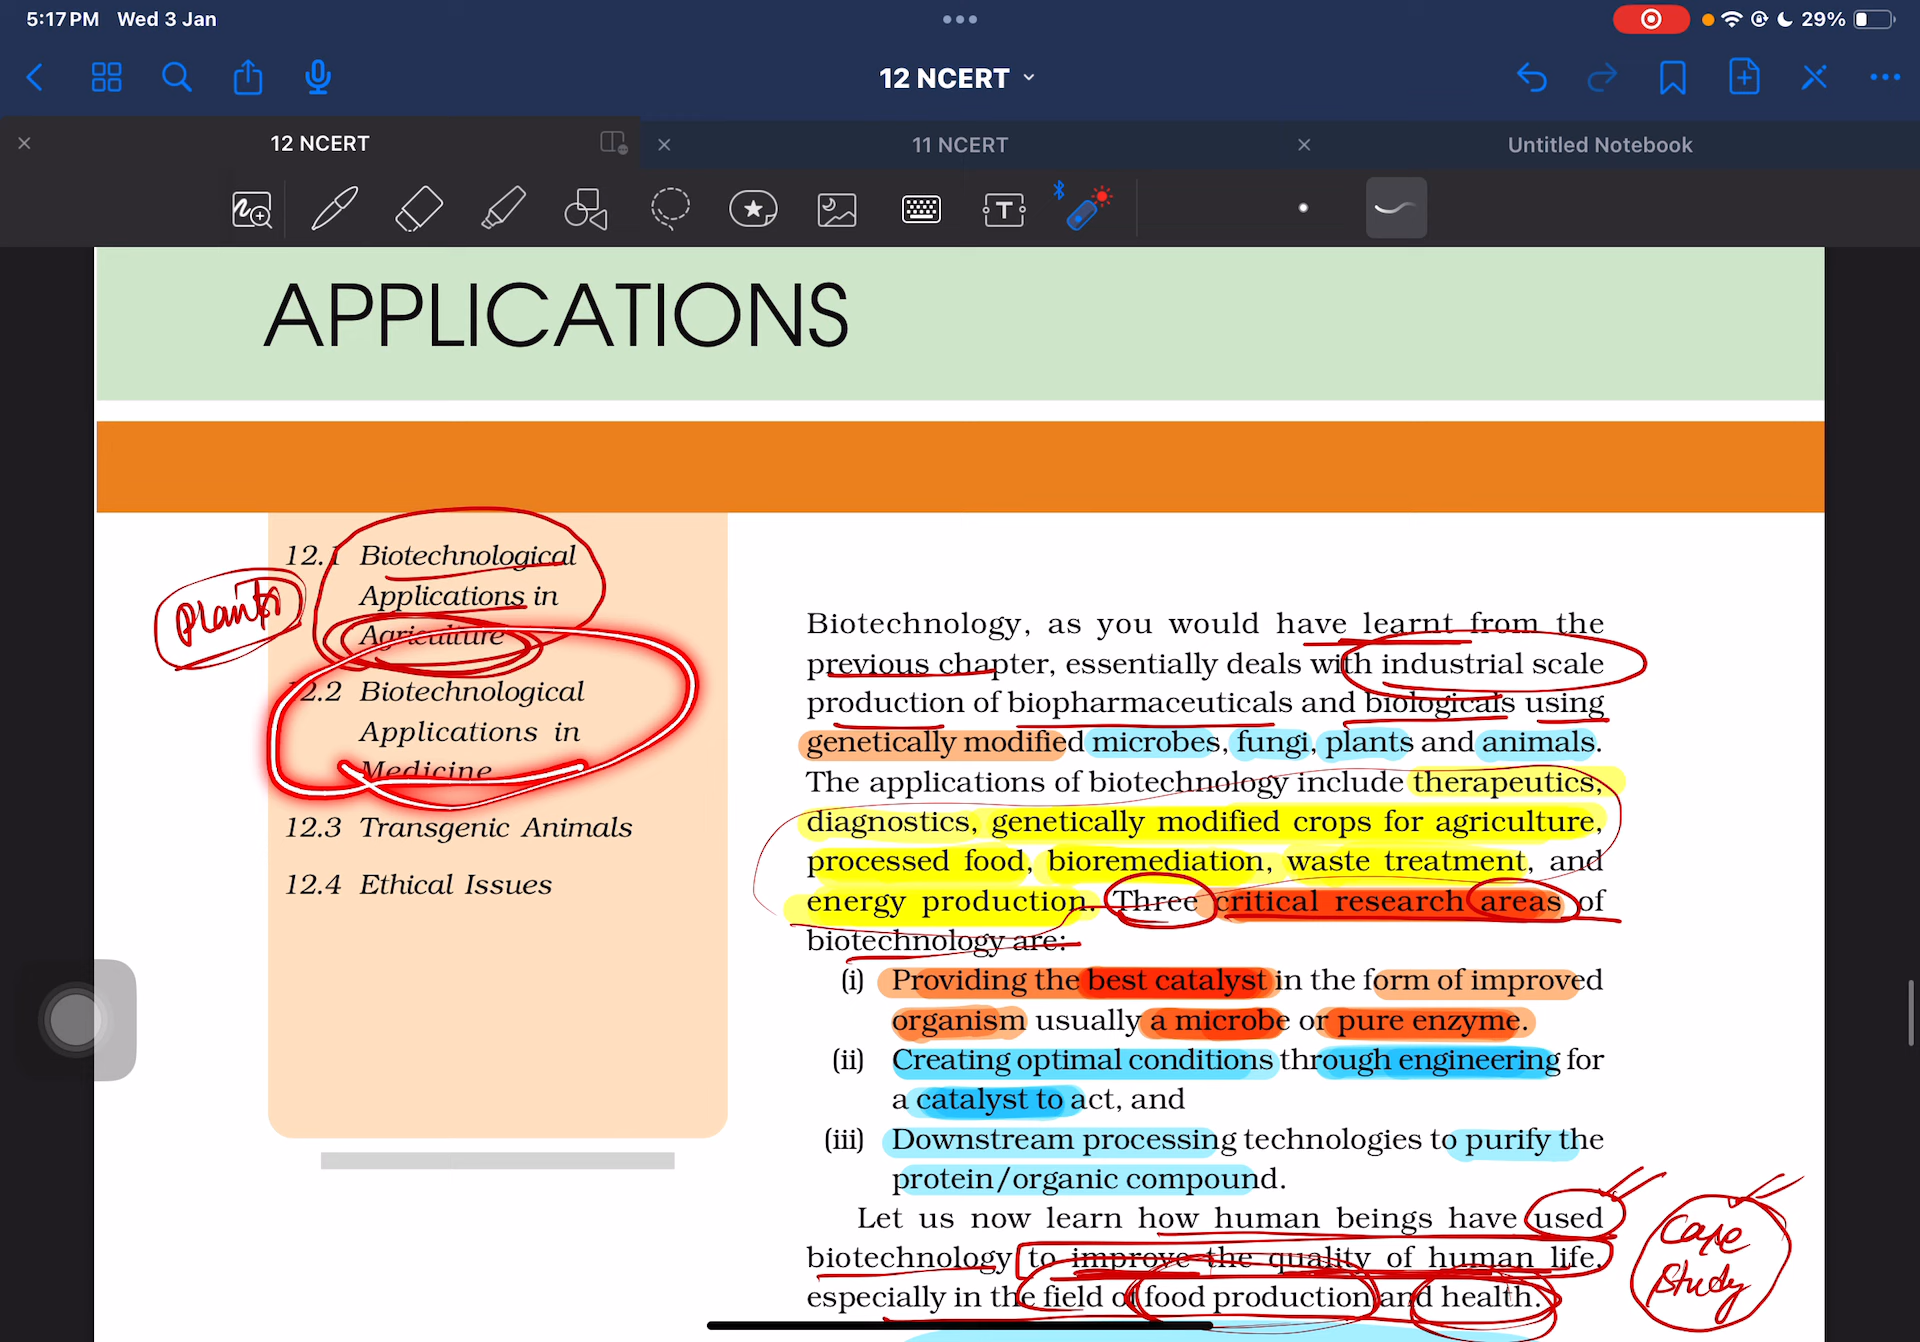 5:17 PM Wed 3 Jan
29%
12 NCERT
12 NCERT
11 NCERT
Untitled Notebook
APPLICATIONS
12.1 Biotechnological
Applications in
Agriculture
Plants
12.2 Biotechnological
Applications in
Medicine
12.3 Transgenic Animals
12.4 Ethical Issues
Biotechnology, as you would have learnt from the
previous chapter, essentially deals with industrial scale
production of biopharmaceuticals and biologicals using
genetically modified microbes, fungi, plants and animals.
The applications of biotechnology include therapeutics,
diagnostics, genetically modified crops for agriculture,
processed food, bioremediation, waste treatment, and
energy production. Three critical research areas of
biotechnology are:
(i) Providing the best catalyst in the form of improved
organism usually a microbe or pure enzyme.
(ii) Creating optimal conditions through engineering for
a catalyst to act, and
(iii) Downstream processing technologies to purify the
protein/organic compound.
Let us now learn how human beings have used
biotechnology to improve the quality of human life,
especially in the field of food production and health.
Case
Study